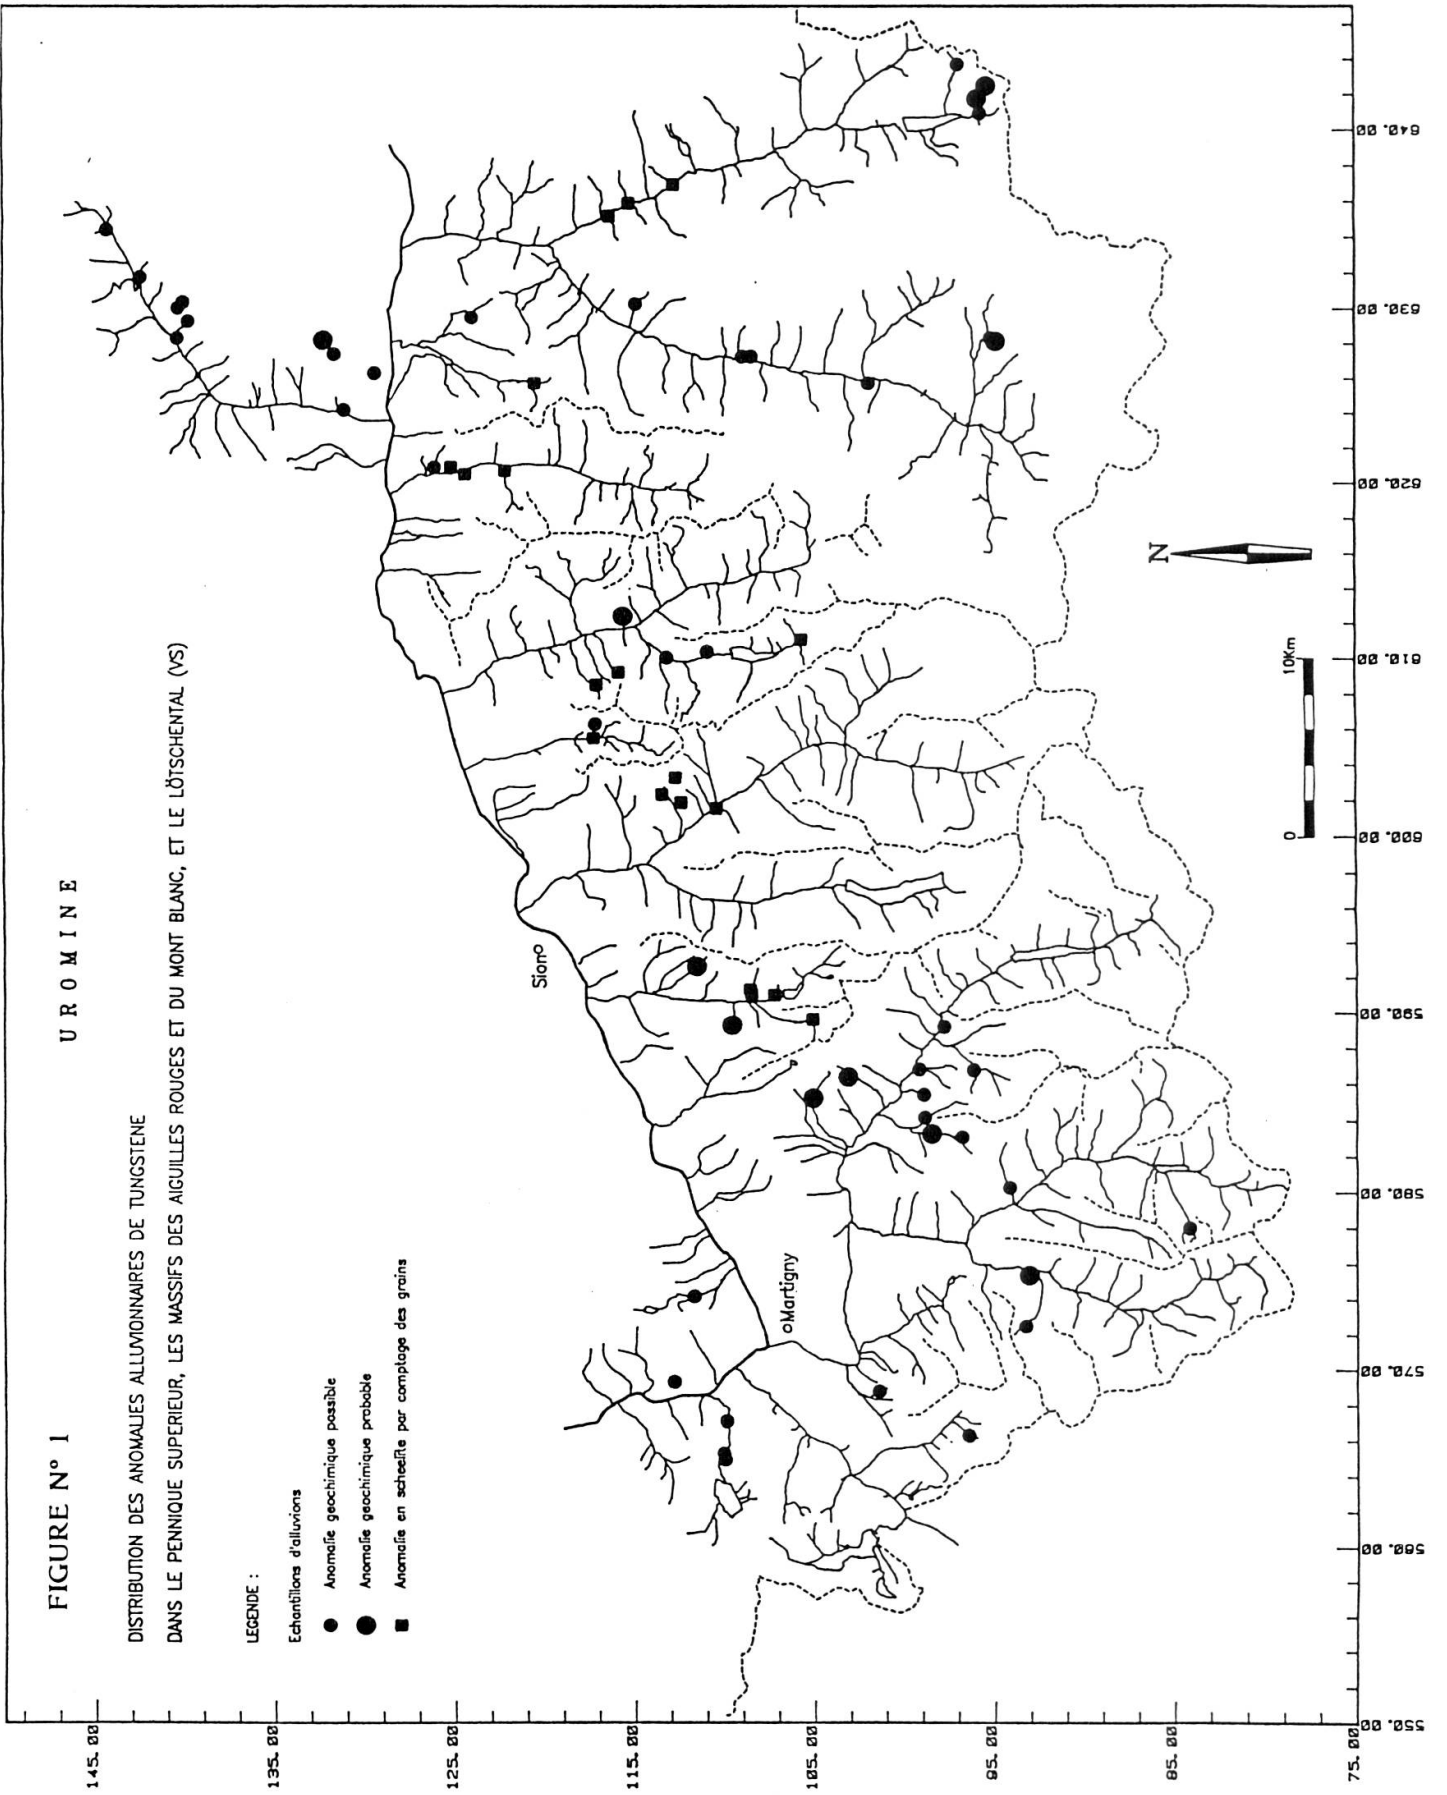 FIGURE N° 1
UROMINE
DISTRIBUTION DES ANOMALIES ALLUVIONNAIRES DE TUNGSTENE
DANS LE PENNIQUE SUPERIEUR, LES MASSIFS DES AIGUILLES ROUGES ET DU MONT BLANC, ET LE LÖTSCHENTAL (VS)
LEGENDE :
Echantillons d'alluvions
Anomalie geochimique possible
Anomalie geochimique probable
Anomalie en scheelite par comptage des grains
Sion
Martigny
N
0 10Km
145.00
135.00
125.00
115.00
105.00
95.00
85.00
75.00
550.00
560.00
570.00
580.00
590.00
600.00
610.00
620.00
630.00
640.00